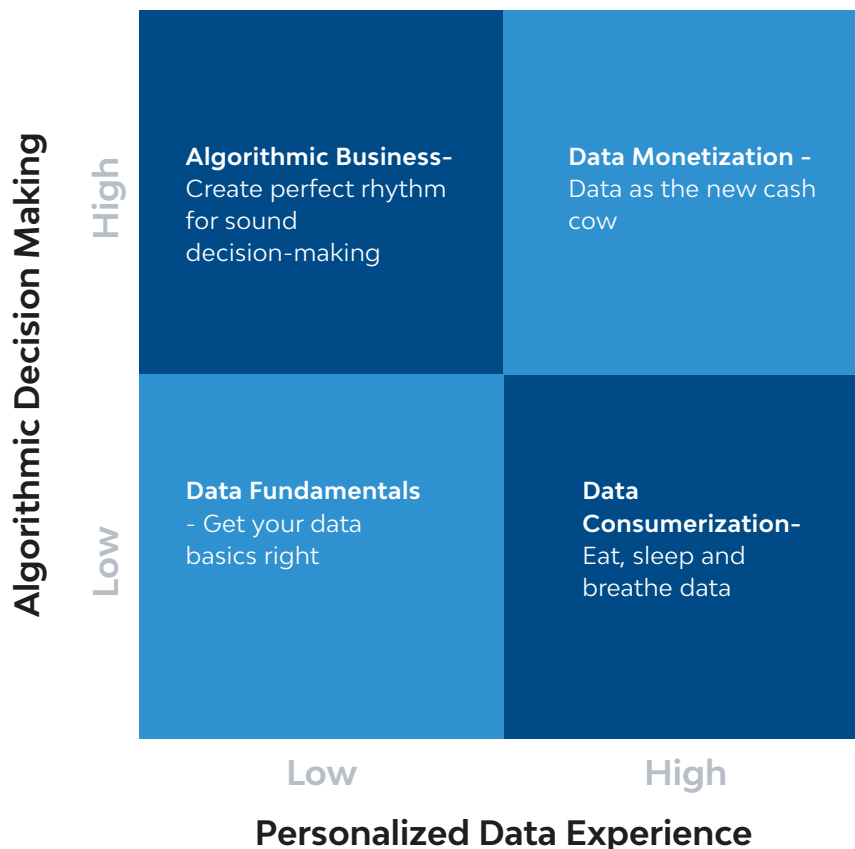 Algorithmic Decision Making
High
Low
Algorithmic Business-
Create perfect rhythm
for sound
decision-making
Data Monetization -
Data as the new cash
cow
Data Fundamentals
- Get your data
basics right
Data
Consumerization-
Eat, sleep and
breathe data
Low
High
Personalized Data Experience